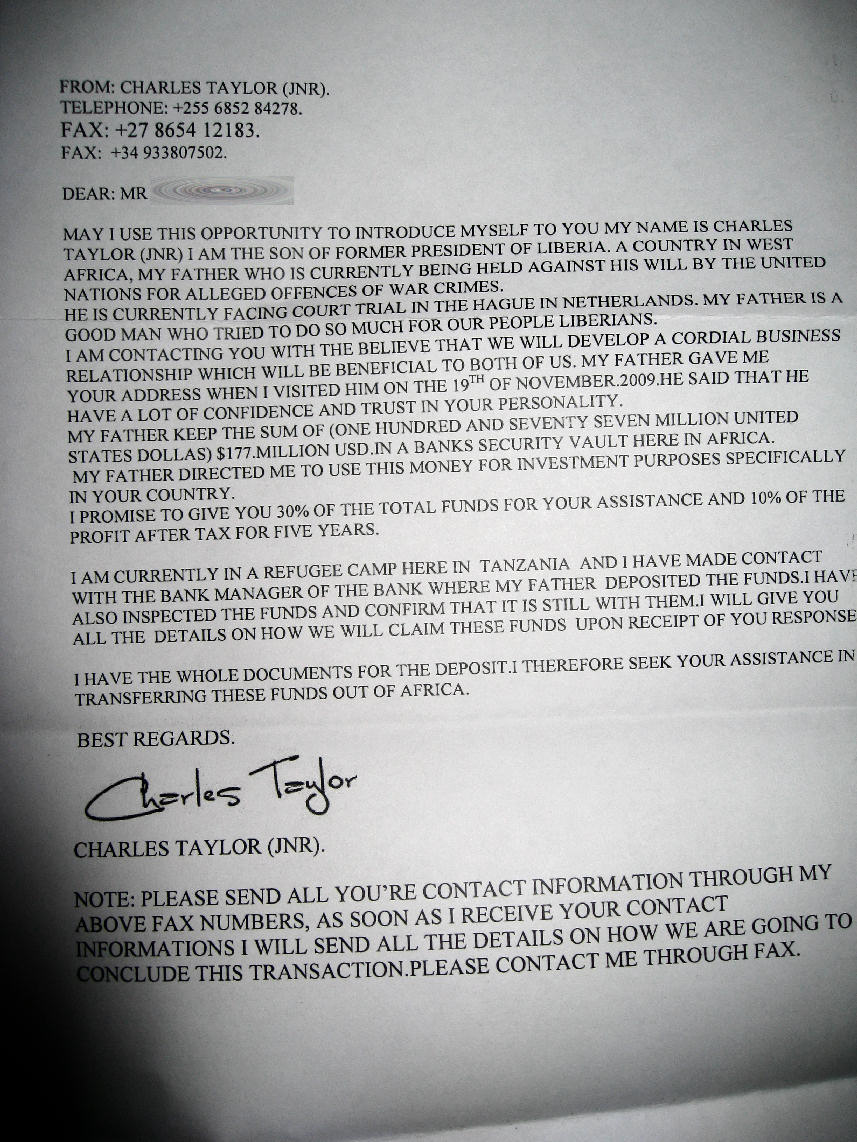 FROM: CHARLES TAYLOR (JNR).
TELEPHONE: +255 6852 84278.
FAX: +27 8654 12183.
FAX: +34 933807502.
DEAR: MR
MAY I USE THIS OPPORTUNITY TO INTRODUCE MYSELF TO YOU MY NAME IS CHARLES
TAYLOR (JNR) I AM THE SON OF FORMER PRESIDENT OF LIBERIA. A COUNTRY IN WEST
AFRICA, MY FATHER WHO IS CURRENTLY BEING HELD AGAINST HIS WILL BY THE UNITED
NATIONS FOR ALLEGED OFFENCES OF WAR CRIMES.
HE IS CURRENTLY FACING COURT TRIAL IN THE HAGUE IN NETHERLANDS. MY FATHER IS A
GOOD MAN WHO TRIED TO DO SO MUCH FOR OUR PEOPLE LIBERIANS.
I AM CONTACTING YOU WITH THE BELIEVE THAT WE WILL DEVELOP A CORDIAL BUSINESS
RELATIONSHIP WHICH WILL BE BENEFICIAL TO BOTH OF US. MY FATHER GAVE ME
YOUR ADDRESS WHEN I VISITED HIM ON THE 19TH OF NOVEMBER.2009.HE SAID THAT HE
HAVE A LOT OF CONFIDENCE AND TRUST IN YOUR PERSONALITY.
MY FATHER KEEP THE SUM OF (ONE HUNDRED AND SEVENTY SEVEN MILLION UNITED
STATES DOLLAS) $177.MILLION USD.IN A BANKS SECURITY VAULT HERE IN AFRICA.
MY FATHER DIRECTED ME TO USE THIS MONEY FOR INVESTMENT PURPOSES SPECIFICALLY
IN YOUR COUNTRY.
I PROMISE TO GIVE YOU 30% OF THE TOTAL FUNDS FOR YOUR ASSISTANCE AND 10% OF THE
PROFIT AFTER TAX FOR FIVE YEARS.
I AM CURRENTLY IN A REFUGEE CAMP HERE IN TANZANIA AND I HAVE MADE CONTACT
WITH THE BANK MANAGER OF THE BANK WHERE MY FATHER DEPOSITED THE FUNDS.I HAVE
ALSO INSPECTED THE FUNDS AND CONFIRM THAT IT IS STILL WITH THEM.I WILL GIVE YOU
ALL THE DETAILS ON HOW WE WILL CLAIM THESE FUNDS UPON RECEIPT OF YOU RESPONSE
I HAVE THE WHOLE DOCUMENTS FOR THE DEPOSIT.I THEREFORE SEEK YOUR ASSISTANCE IN
TRANSFERRING THESE FUNDS OUT OF AFRICA.
BEST REGARDS.
Charles Taylor
CHARLES TAYLOR (JNR).
NOTE: PLEASE SEND ALL YOU'RE CONTACT INFORMATION THROUGH MY
ABOVE FAX NUMBERS, AS SOON AS I RECEIVE YOUR CONTACT
INFORMATIONS I WILL SEND ALL THE DETAILS ON HOW WE ARE GOING TO
CONCLUDE THIS TRANSACTION.PLEASE CONTACT ME THROUGH FAX.